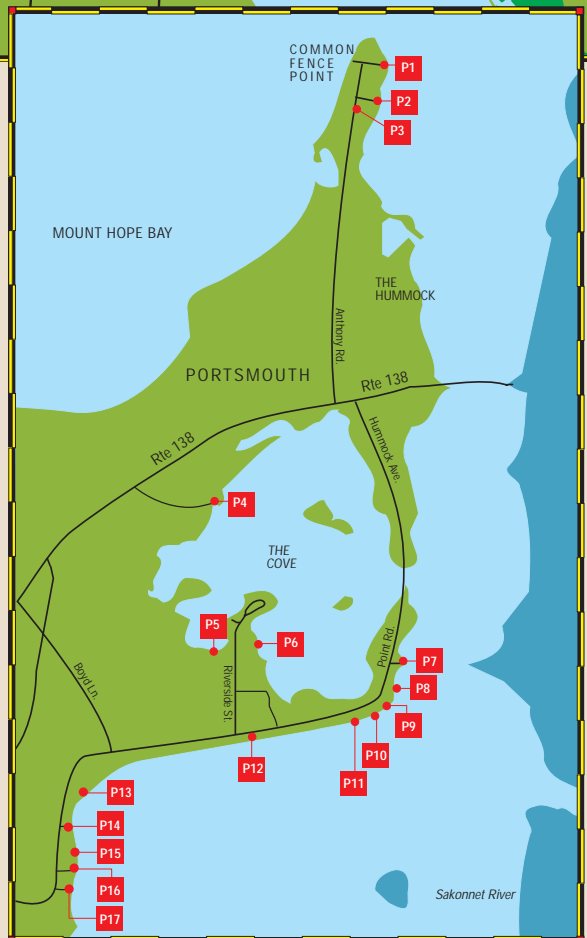 COMMON
FENCE
POINT
P1
P2
P3
MOUNT HOPE BAY
THE
HUMMOCK
Anthony Rd.
PORTSMOUTH
Rte 138
Rte 138
Hummock Ave.
P4
THE
COVE
P5
P6
Point Rd.
P7
Boyd Ln.
Riverside St.
P8
P9
P10
P12
P11
P13
P14
P15
P16
Sakonnet River
P17